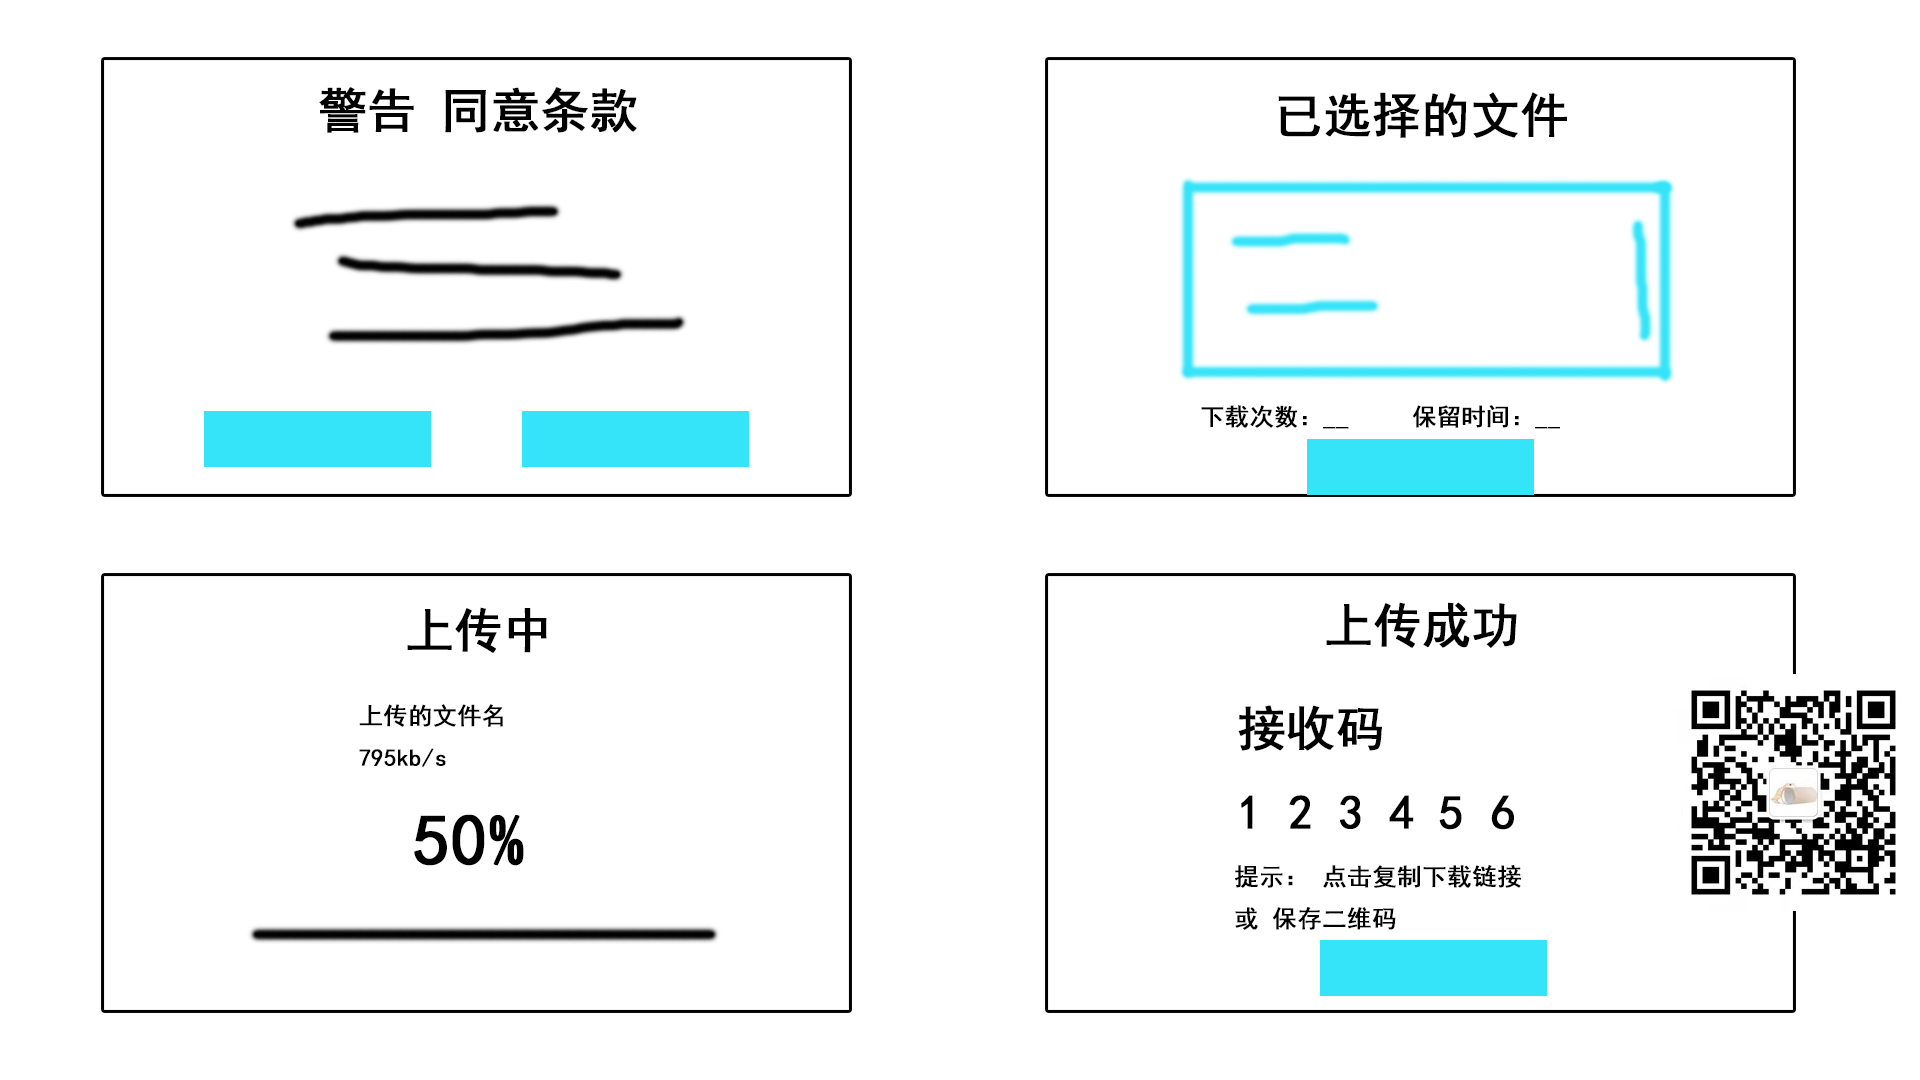 警告 同意条款
已选择的文件
下载次数：__ 保留时间：__
上传中
上传的文件名
795kb/s
50%
上传成功
接收码
1 2 3 4 5 6
提示： 点击复制下载链接
或 保存二维码